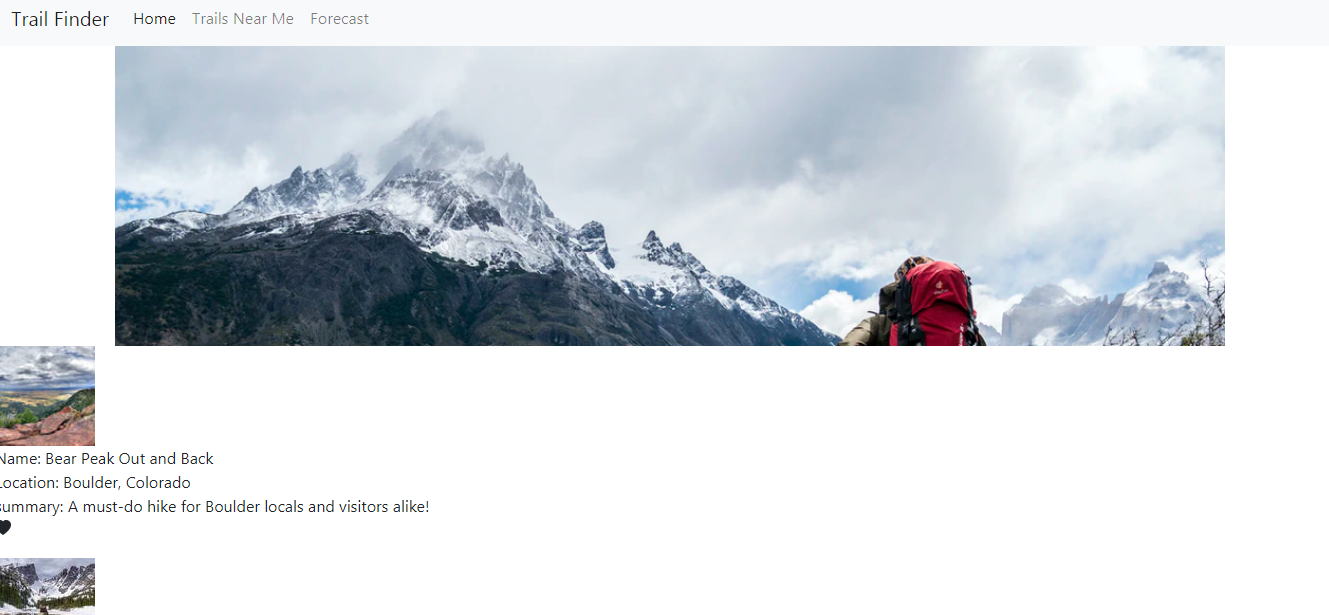 Trail Finder Home Trails Near Me Forecast
Name: Bear Peak Out and Back
Location: Boulder, Colorado
summary: A must-do hike for Boulder locals and visitors alike!